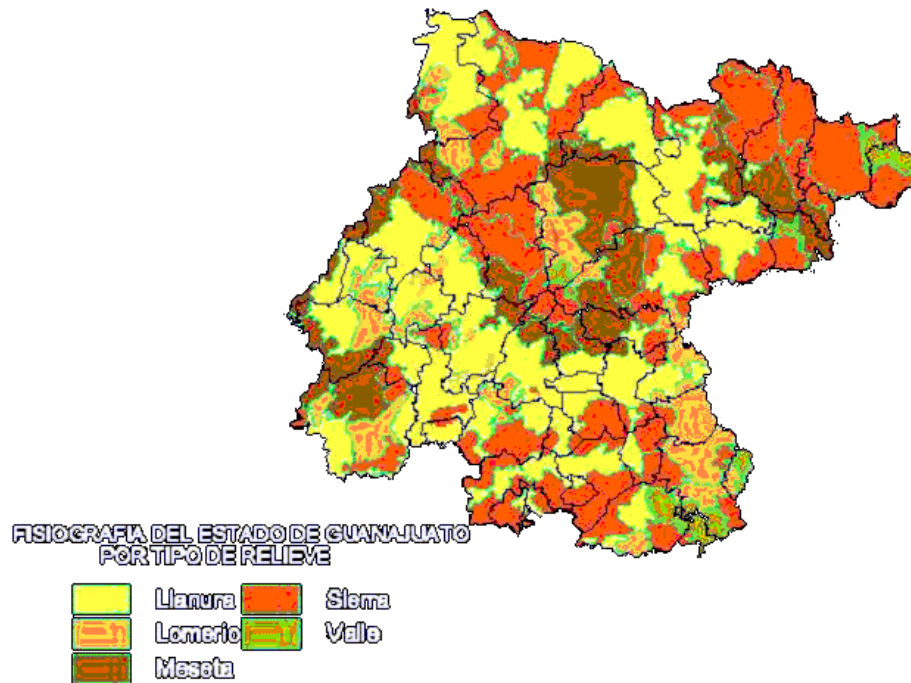 FISIOGRAFIA DEL ESTADO DE GUANAJUATO
POR TIPO DE RELIEVE
Llanura
Sierra
Lomerio
Valle
Meseta